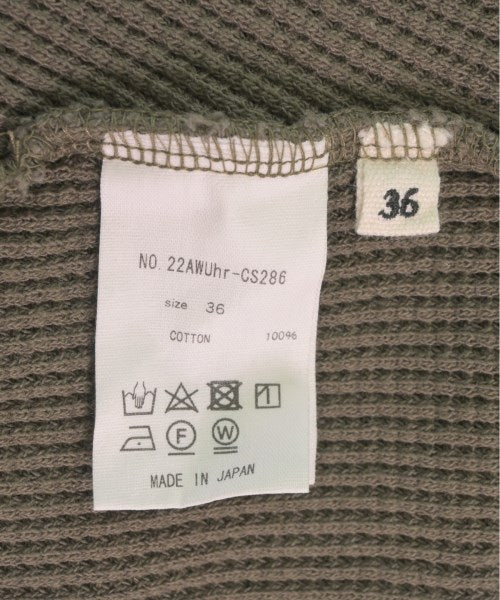 36
NO. 22AWUhr-CS286
size 36
COTTON 100%
F W
MADE IN JAPAN